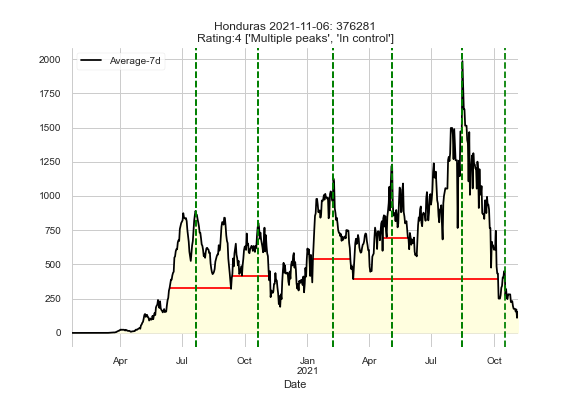 Honduras 2021-11-06: 376281
Rating:4 ['Multiple peaks', 'In control']
Average-7d
2000
1750
1500
1250
1000
750
500
250
0
Apr Jul Oct Jan Apr Jul Oct
2021
Date